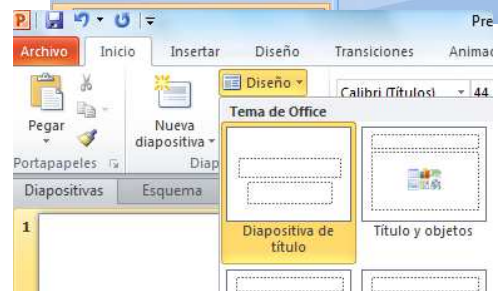 Pre
Archivo Inicio Insertar Diseño Transiciones Animac
Diseño
Calibri (Títulos) 44
Pegar
Nueva
diapositiva
Portapapeles Diap
Tema de Office
Diapositiva de
título
Título y objetos
Diapositivas Esquema
1